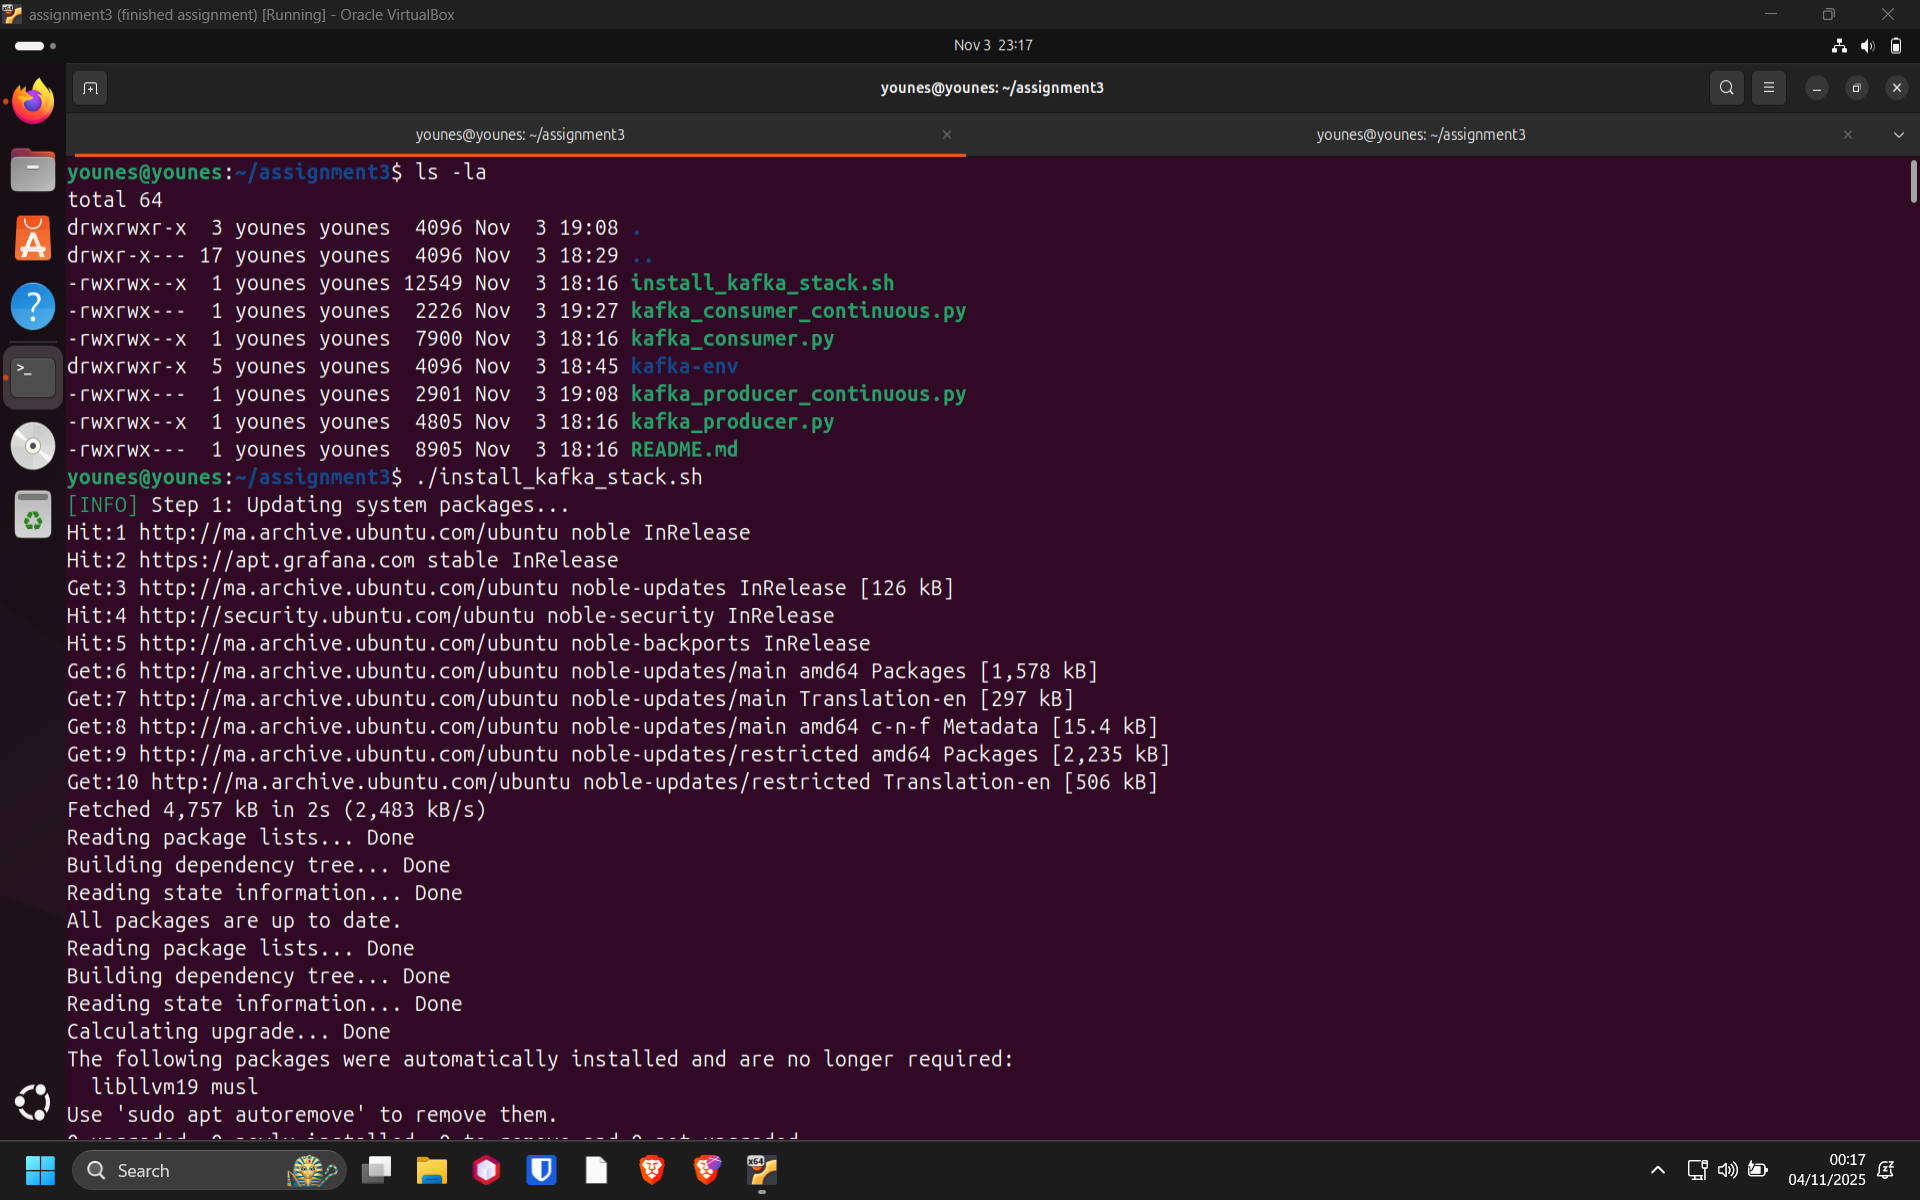 assignment3 (finished assignment) [Running] - Oracle VirtualBox
Nov 3 23:17
younes@younes: ~/assignment3
younes@younes: ~/assignment3
younes@younes: ~/assignment3
younes@younes:~/assignment3$ ls -la
total 64
drwxrwxr-x  3 younes younes  4096 Nov  3 19:08 .
drwxr-x--- 17 younes younes  4096 Nov  3 18:29 ..
-rwxrwx--x  1 younes younes 12549 Nov  3 18:16 install_kafka_stack.sh
-rwxrwx---  1 younes younes  2226 Nov  3 19:27 kafka_consumer_continuous.py
-rwxrwx--x  1 younes younes  7900 Nov  3 18:16 kafka_consumer.py
drwxrwxr-x  5 younes younes  4096 Nov  3 18:45 kafka-env
-rwxrwx---  1 younes younes  2901 Nov  3 19:08 kafka_producer_continuous.py
-rwxrwx--x  1 younes younes  4805 Nov  3 18:16 kafka_producer.py
-rwxrwx---  1 younes younes  8905 Nov  3 18:16 README.md
younes@younes:~/assignment3$ ./install_kafka_stack.sh
[INFO] Step 1: Updating system packages...
Hit:1 http://ma.archive.ubuntu.com/ubuntu noble InRelease
Hit:2 https://apt.grafana.com stable InRelease
Get:3 http://ma.archive.ubuntu.com/ubuntu noble-updates InRelease [126 kB]
Hit:4 http://security.ubuntu.com/ubuntu noble-security InRelease
Hit:5 http://ma.archive.ubuntu.com/ubuntu noble-backports InRelease
Get:6 http://ma.archive.ubuntu.com/ubuntu noble-updates/main amd64 Packages [1,578 kB]
Get:7 http://ma.archive.ubuntu.com/ubuntu noble-updates/main Translation-en [297 kB]
Get:8 http://ma.archive.ubuntu.com/ubuntu noble-updates/main amd64 c-n-f Metadata [15.4 kB]
Get:9 http://ma.archive.ubuntu.com/ubuntu noble-updates/restricted amd64 Packages [2,235 kB]
Get:10 http://ma.archive.ubuntu.com/ubuntu noble-updates/restricted Translation-en [506 kB]
Fetched 4,757 kB in 2s (2,483 kB/s)
Reading package lists... Done
Building dependency tree... Done
Reading state information... Done
All packages are up to date.
Reading package lists... Done
Building dependency tree... Done
Reading state information... Done
Calculating upgrade... Done
The following packages were automatically installed and are no longer required:
  libllvm19 musl
Use 'sudo apt autoremove' to remove them.
0 upgraded, 0 newly installed, 0 to remove and 0 not upgraded.
Search
00:17
04/11/2025